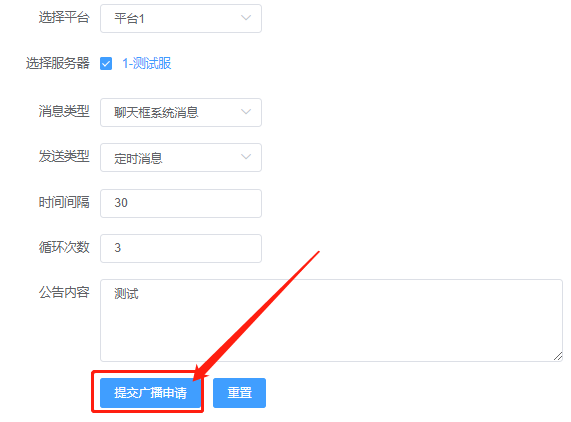 选择平台 平台1
选择服务器 1-测试服
消息类型 聊天框系统消息
发送类型 定时消息
时间间隔 30
循环次数 3
公告内容 测试
提交广播申请 重置